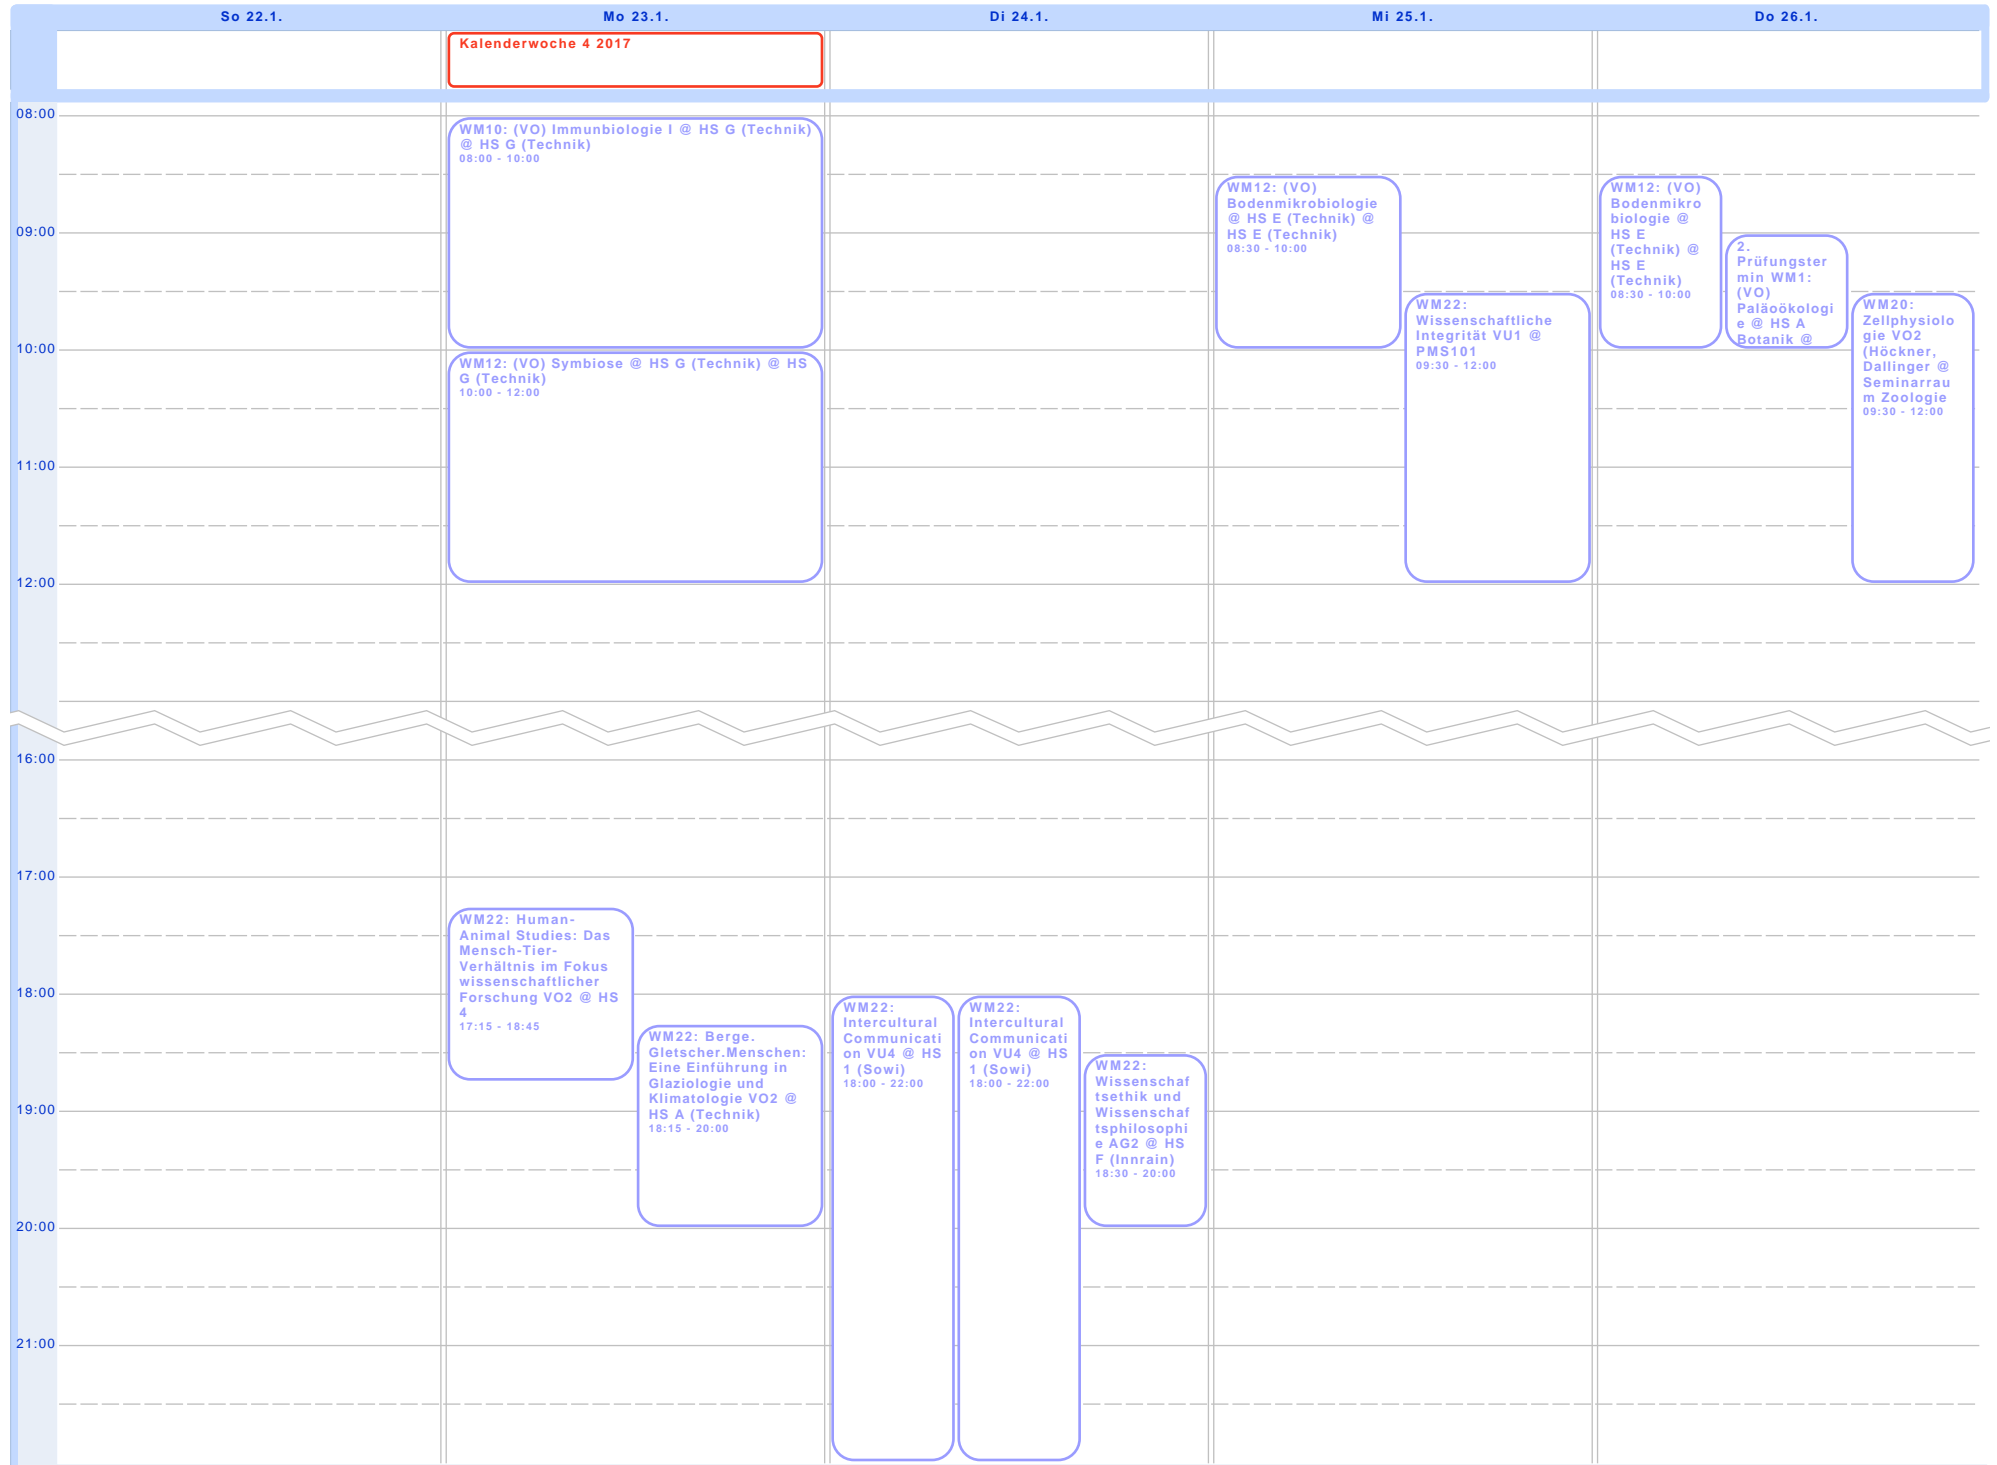 So 22.1.
Mo 23.1.
Di 24.1.
Mi 25.1.
Do 26.1.
Kalenderwoche 4 2017
08:00
09:00
10:00
11:00
12:00
16:00
17:00
18:00
19:00
20:00
21:00
WM10: (VO) Immunbiologie I @ HS G (Technik)
@ HS G (Technik)
08:00 - 10:00
WM12: (VO) Symbiose @ HS G (Technik) @ HS
G (Technik)
10:00 - 12:00
WM22: Human-
Animal Studies: Das
Mensch-Tier-
Verhältnis im Fokus
wissenschaftlicher
Forschung VO2 @ HS
4
17:15 - 18:45
WM22: Berge.
Gletscher.Menschen:
Eine Einführung in
Glaziologie und
Klimatologie VO2 @
HS A (Technik)
18:15 - 20:00
WM22:
Intercultural
Communicati
on VU4 @ HS
1 (Sowi)
18:00 - 22:00
WM22:
Intercultural
Communicati
on VU4 @ HS
1 (Sowi)
18:00 - 22:00
WM22:
Wissenschaf
tsethik und
Wissenschaf
tsphilosophi
e AG2 @ HS
F (Innrain)
18:30 - 20:00
WM12: (VO)
Bodenmikrobiologie
@ HS E (Technik) @
HS E (Technik)
08:30 - 10:00
WM22:
Wissenschaftliche
Integrität VU1 @
PMS101
09:30 - 12:00
WM12: (VO)
Bodenmikro
biologie @
HS E
(Technik) @
HS E
(Technik)
08:30 - 10:00
2.
Prüfungster
min WM1:
(VO)
Paläoökologi
e @ HS A
Botanik @
WM20:
Zellphysiolo
gie VO2
(Höckner,
Dallinger @
Seminarrau
m Zoologie
09:30 - 12:00